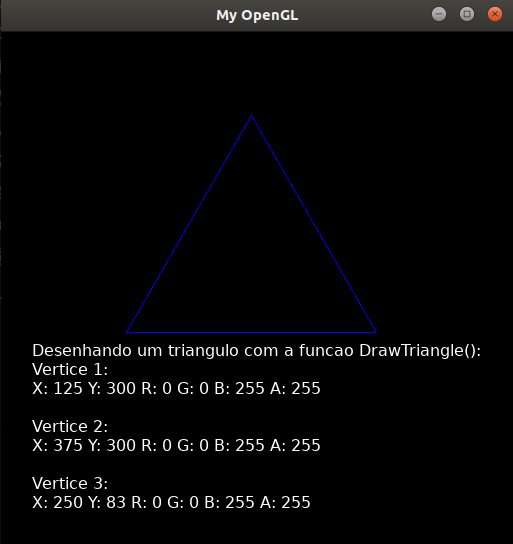 My OpenGL
Desenhando um triangulo com a funcao DrawTriangle():
Vertice 1:
X: 125 Y: 300 R: 0 G: 0 B: 255 A: 255
Vertice 2:
X: 375 Y: 300 R: 0 G: 0 B: 255 A: 255
Vertice 3:
X: 250 Y: 83 R: 0 G: 0 B: 255 A: 255